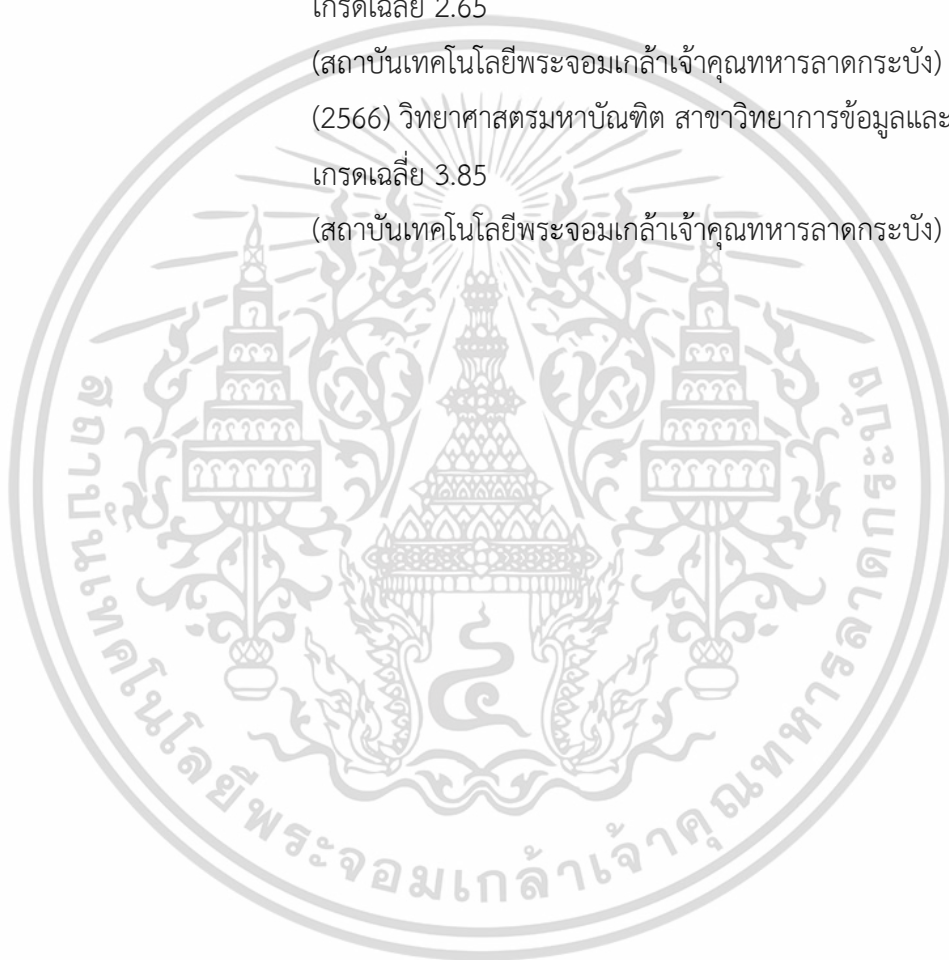 เกรดเฉลี่ย 2.65
(สถาบันเทคโนโลยีพระจอมเกล้าเจ้าคุณทหารลาดกระบัง)
(2566) วิทยาศาสตรมหาบัณฑิต สาขาวิทยาการข้อมูลและ
เกรดเฉลี่ย 3.85
(สถาบันเทคโนโลยีพระจอมเกล้าเจ้าคุณทหารลาดกระบัง)
สถาบันเทคโนโลยีพระจอมเกล้าเจ้าคุณทหารลาดกระบัง